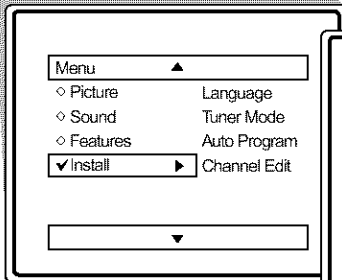 Menu ▲
◇ Picture Language
◇ Sound Tuner Mode
◇ Features Auto Program
✔ Install ▶ Channel Edit
▼